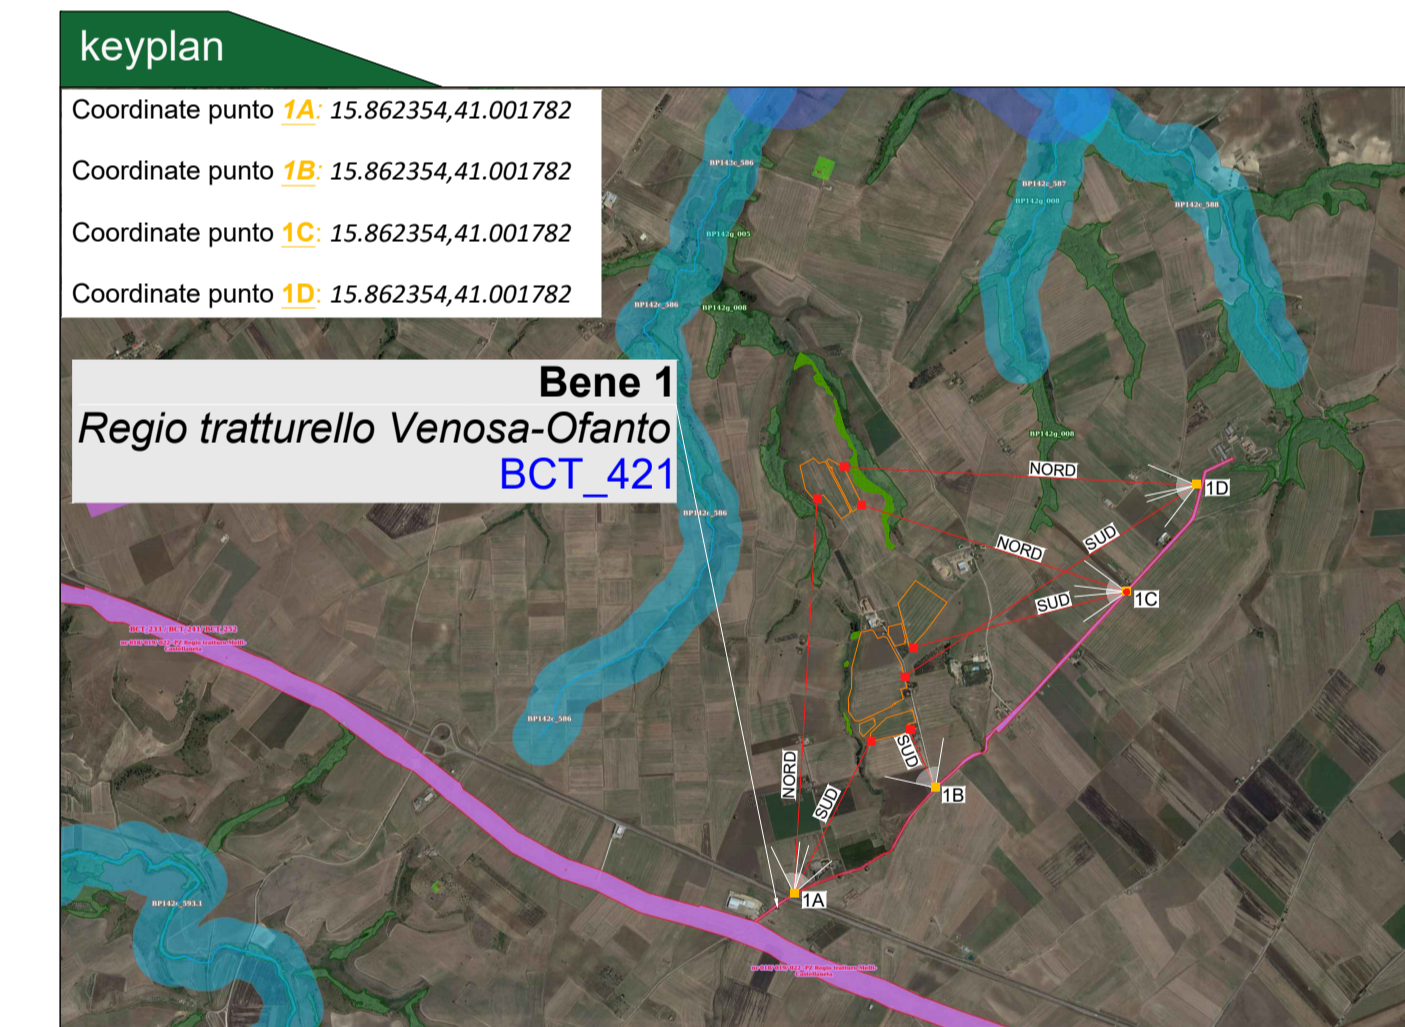 keyplan
Coordinate punto 1A: 15.862354,41.001782
Coordinate punto 1B: 15.862354,41.001782
Coordinate punto 1C: 15.862354,41.001782
Coordinate punto 1D: 15.862354,41.001782
Bene 1
Regio tratturello Venosa-Ofanto
BCT_421
BP142c_586
BP142g_005
BP142c_586
BP142g_008
BP142c_587
BP142g_008
BP142c_588
BP142g_008
BP142c_586
BP142c_586
BP142c_593.1
NORD
1D
SUD
NORD
1C
SUD
NORD
SUD
SUD
1B
1A